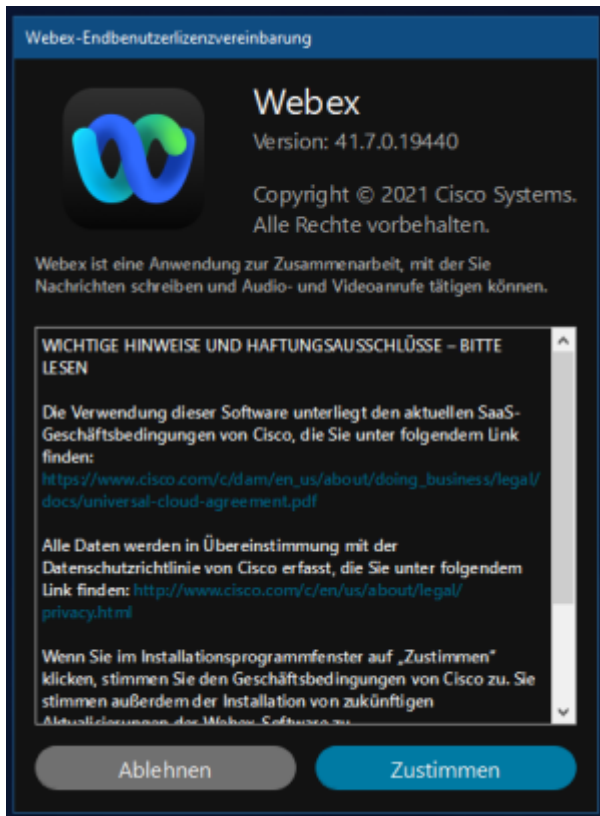 Webex-Endbenutzerlizenzvereinbarung
Webex
Version: 41.7.0.19440
Copyright © 2021 Cisco Systems.
Alle Rechte vorbehalten.
Webex ist eine Anwendung zur Zusammenarbeit, mit der Sie
Nachrichten schreiben und Audio- und Videoanrufe tätigen können.
WICHTIGE HINWEISE UND HAFTUNGSAUSSCHLÜSSE – BITTE
LESEN
Die Verwendung dieser Software unterliegt den aktuellen SaaS-
Geschäftsbedingungen von Cisco, die Sie unter folgendem Link
finden:
https://www.cisco.com/c/dam/en_us/about/doing_business/legal/
docs/universal-cloud-agreement.pdf
Alle Daten werden in Übereinstimmung mit der
Datenschutzrichtlinie von Cisco erfasst, die Sie unter folgendem
Link finden: http://www.cisco.com/c/en/us/about/legal/
privacy.html
Wenn Sie im Installationsprogrammfenster auf „Zustimmen“
klicken, stimmen Sie den Geschäftsbedingungen von Cisco zu. Sie
stimmen außerdem der Installation von zukünftigen
Aktualisierungen der Webex-Software zu.
Ablehnen
Zustimmen